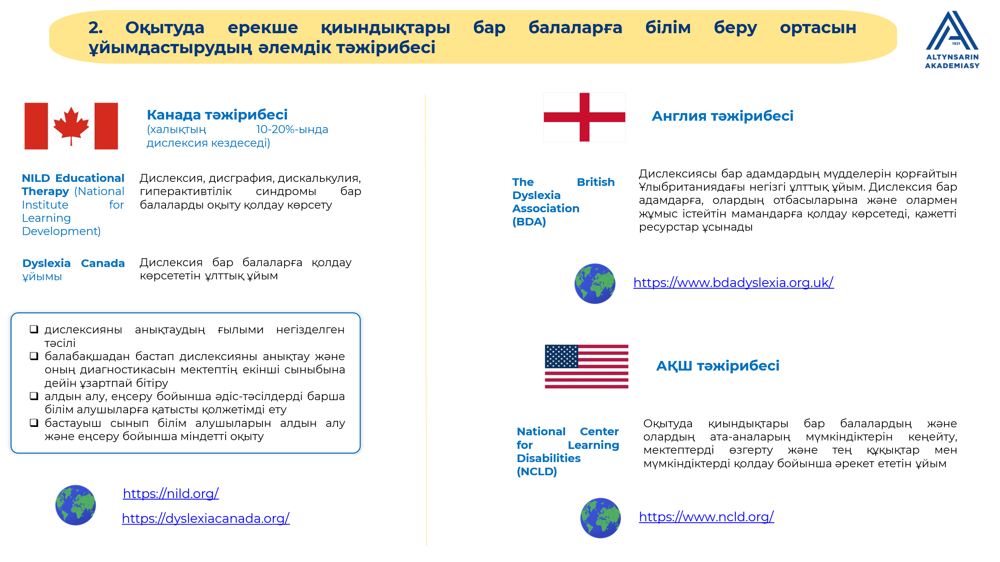 2. Оқытуда ерекше қиындықтары бар балаларға білім беру ортасын
ұйымдастырудың әлемдік тәжірибесі
1921
ALTYNSARIN
AKADEMIASY
Канада тәжірибесі
(халықтың 10-20%-ында
дислексия кездеседі)
NILD Educational
Therapy (National
Institute for
Learning
Development)
Дислексия, дисграфия, дискалькулия,
гиперактивтілік синдромы бар
балаларды оқыту қолдау көрсету
Dyslexia Canada
ұйымы
Дислексия бар балаларға қолдау
көрсететін ұлттық ұйым
дислексияны анықтаудың ғылыми негізделген
тәсілі
балабақшадан бастап дислексияны анықтау және
оның диагностикасын мектептің екінші сыныбына
дейін ұзартпай бітіру
алдын алу, еңсеру бойынша әдіс-тәсілдерді барша
білім алушыларға қатысты қолжетімді ету
бастауыш сынып білім алушыларын алдын алу
және еңсеру бойынша міндетті оқыту
https://nild.org/
https://dyslexiacanada.org/
Англия тәжірибесі
The British
Dyslexia
Association
(BDA)
Дислексиясы бар адамдардың мүдделерін қорғайтын
Ұлыбританиядағы негізгі ұлттық ұйым. Дислексия бар
адамдарға, олардың отбасыларына және олармен
жұмыс істейтін мамандарға қолдау көрсетеді, қажетті
ресурстар ұсынады
https://www.bdadyslexia.org.uk/
АҚШ тәжірибесі
National Center
for Learning
Disabilities
(NCLD)
Оқытуда қиындықтары бар балалардың және
олардың ата-аналарың мүмкіндіктерін кеңейту,
мектептерді өзгерту және тең құқықтар мен
мүмкіндіктерді қолдау бойынша әрекет ететін ұйым
https://www.ncld.org/